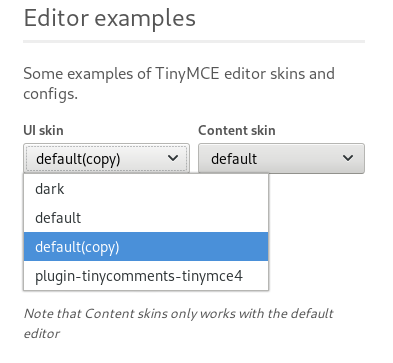 Editor examples
Some examples of TinyMCE editor skins and
configs.
UI skin
Content skin
default(copy)
default
dark
default
default(copy)
plugin-tinycomments-tinymce4
Note that Content skins only works with the default
editor